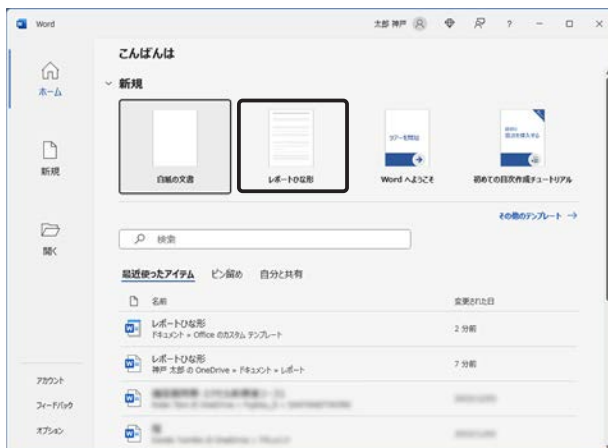 Word
太郎 神戸
?
こんばんは
新規
ホーム
新規
開く
白紙の文書
レポートひな形
ツアーを開始
Word へようこそ
初めての目次作成チュートリアル
その他のテンプレート →
検索
最近使ったアイテム ピン留め 自分と共有
名前 変更された日
レポートひな形
ドキュメント » Office のカスタム テンプレート
2 分前
レポートひな形
神戸 太郎 の OneDrive » ドキュメント » レポート
7 分前
アカウント
フィードバック
オプション